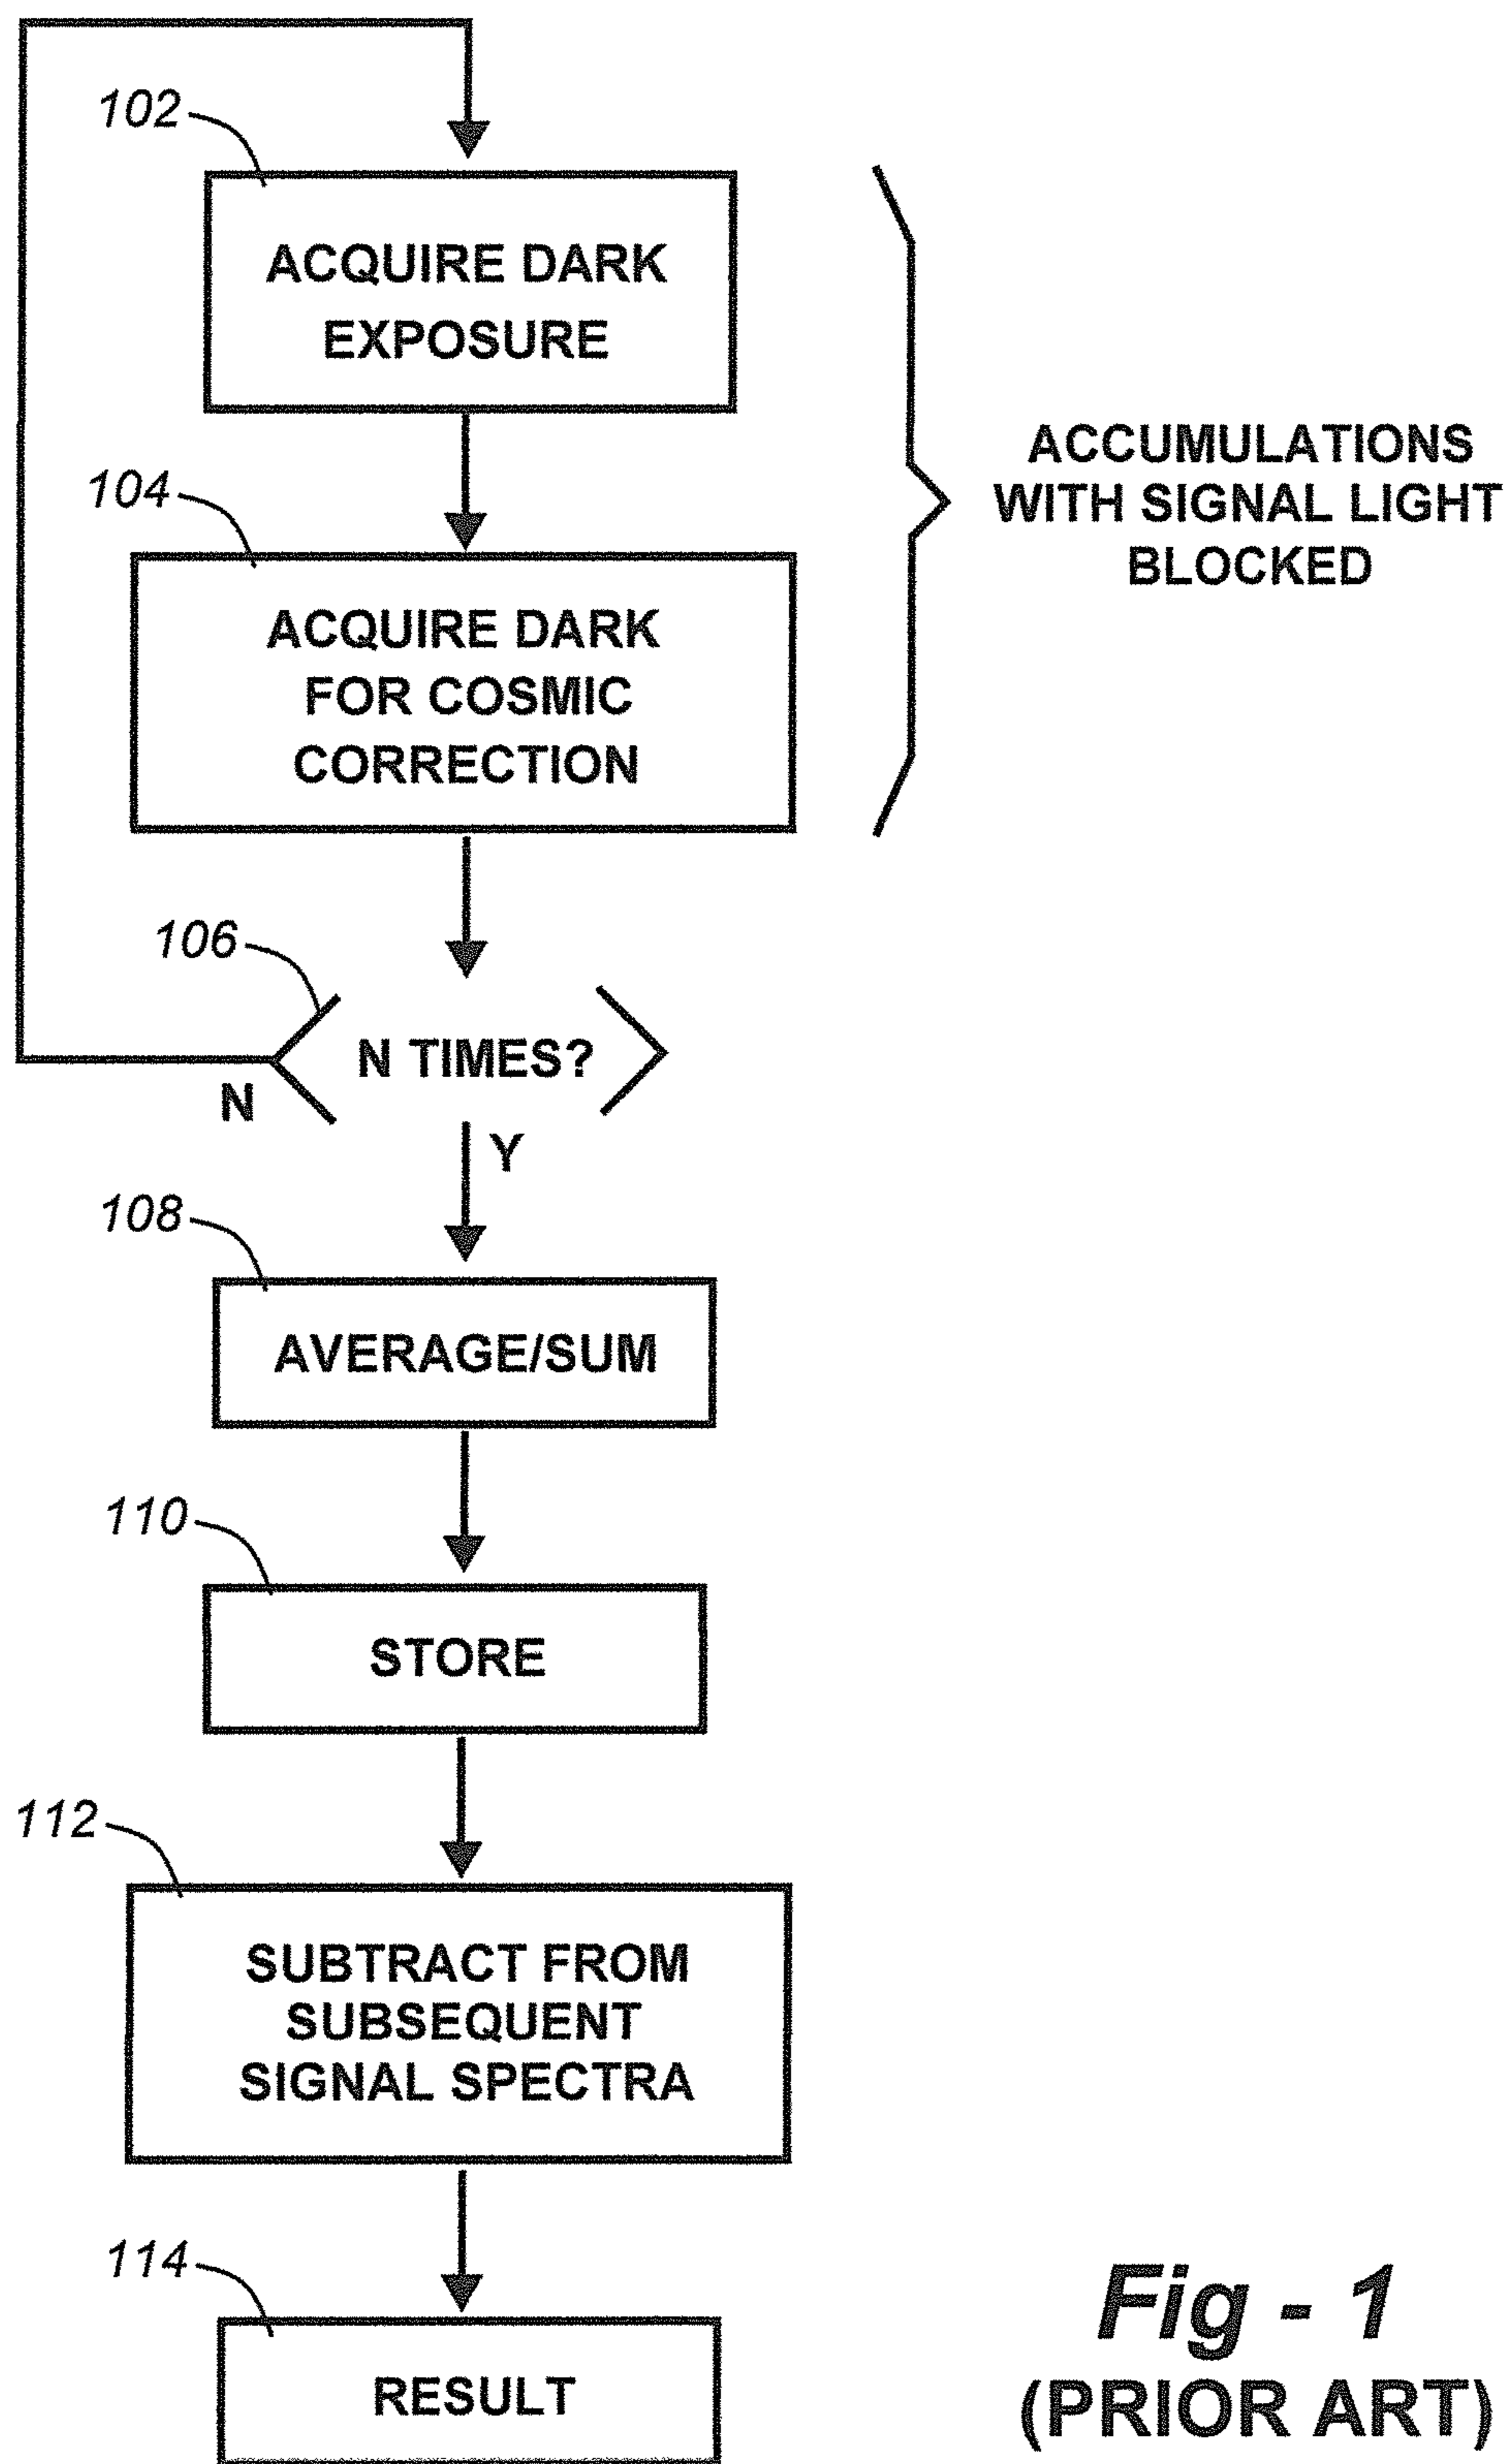 102
ACQUIRE DARK
EXPOSURE
104
ACQUIRE DARK
FOR COSMIC
CORRECTION
ACCUMULATIONS
WITH SIGNAL LIGHT
BLOCKED
106
N TIMES?
N
Y
108
AVERAGE/SUM
110
STORE
112
SUBTRACT FROM
SUBSEQUENT
SIGNAL SPECTRA
114
RESULT
Fig - 1
(PRIOR ART)